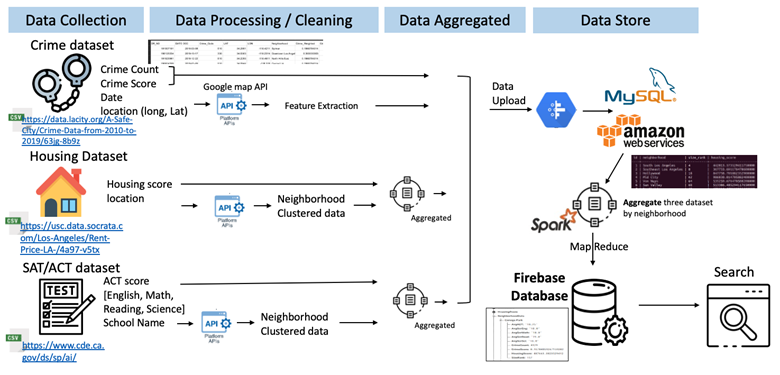 Data Collection
Data Processing / Cleaning
Data Aggregated
Data Store
Crime dataset
Crime Count
Crime Score
Date
location (long, Lat)
Google map API
API
Platform
APIs
Feature Extraction
CSV
https://data.lacity.org/A-Safe-
City/Crime-Data-from-2010-to-
2019/63jg-8b9z
Housing Dataset
Housing score
location
API
Platform
APIs
Neighborhood
Clustered data
Aggregated
CSV
https://usc.data.socrata.c
om/Los-Angeles/Rent-
Price-LA-/4a97-v5tx
SAT/ACT dataset
TEST
ACT score
[English, Math,
Reading, Science]
School Name
API
Platform
APIs
Neighborhood
Clustered data
Aggregated
CSV
https://www.cde.ca.
gov/ds/sp/ai/
Data
Upload
MySQL
amazon
webservices
Spark
Aggregate three dataset
by neighborhood
Map Reduce
Firebase
Database
Search